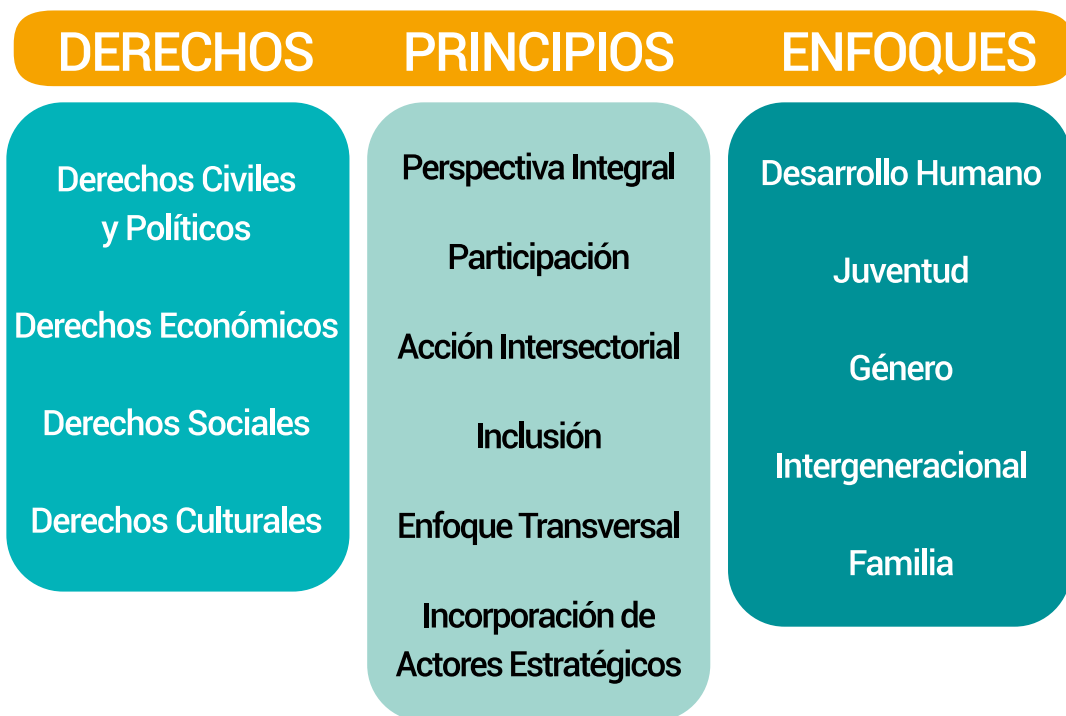 DERECHOS PRINCIPIOS ENFOQUES
Derechos Civiles
y Políticos
Derechos Económicos
Derechos Sociales
Derechos Culturales
Perspectiva Integral
Participación
Acción Intersectorial
Inclusión
Enfoque Transversal
Incorporación de
Actores Estratégicos
Desarrollo Humano
Juventud
Género
Intergeneracional
Familia